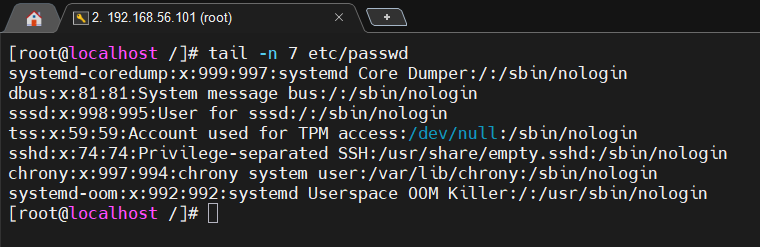 2. 192.168.56.101 (root)
[root@localhost /]# tail -n 7 etc/passwd
systemd-coredump:x:999:997:systemd Core Dumper:/:/sbin/nologin
dbus:x:81:81:System message bus:/:/sbin/nologin
sssd:x:998:995:User for sssd:/:/sbin/nologin
tss:x:59:59:Account used for TPM access:/dev/null:/sbin/nologin
sshd:x:74:74:Privilege-separated SSH:/usr/share/empty.sshd:/sbin/nologin
chrony:x:997:994:chrony system user:/var/lib/chrony:/sbin/nologin
systemd-oom:x:992:992:systemd Userspace OOM Killer:/:/usr/sbin/nologin
[root@localhost /]#